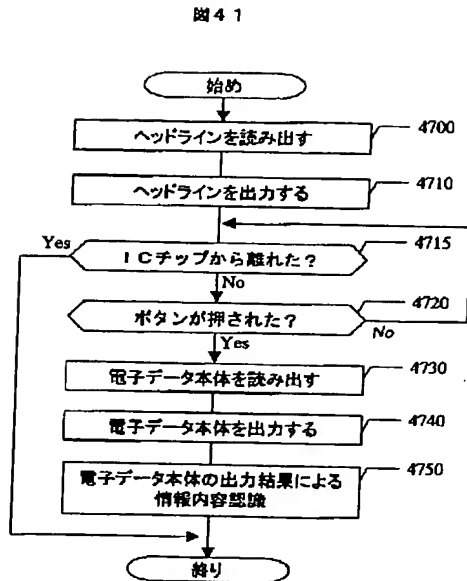 図41
始め
ヘッドラインを読み出す
4700
ヘッドラインを出力する
4710
Yes
ICチップから離れた?
4715
No
ボタンが押された?
4720
No
Yes
電子データ本体を読み出す
4730
電子データ本体を出力する
4740
電子データ本体の出力結果による
情報内容認識
4750
終り